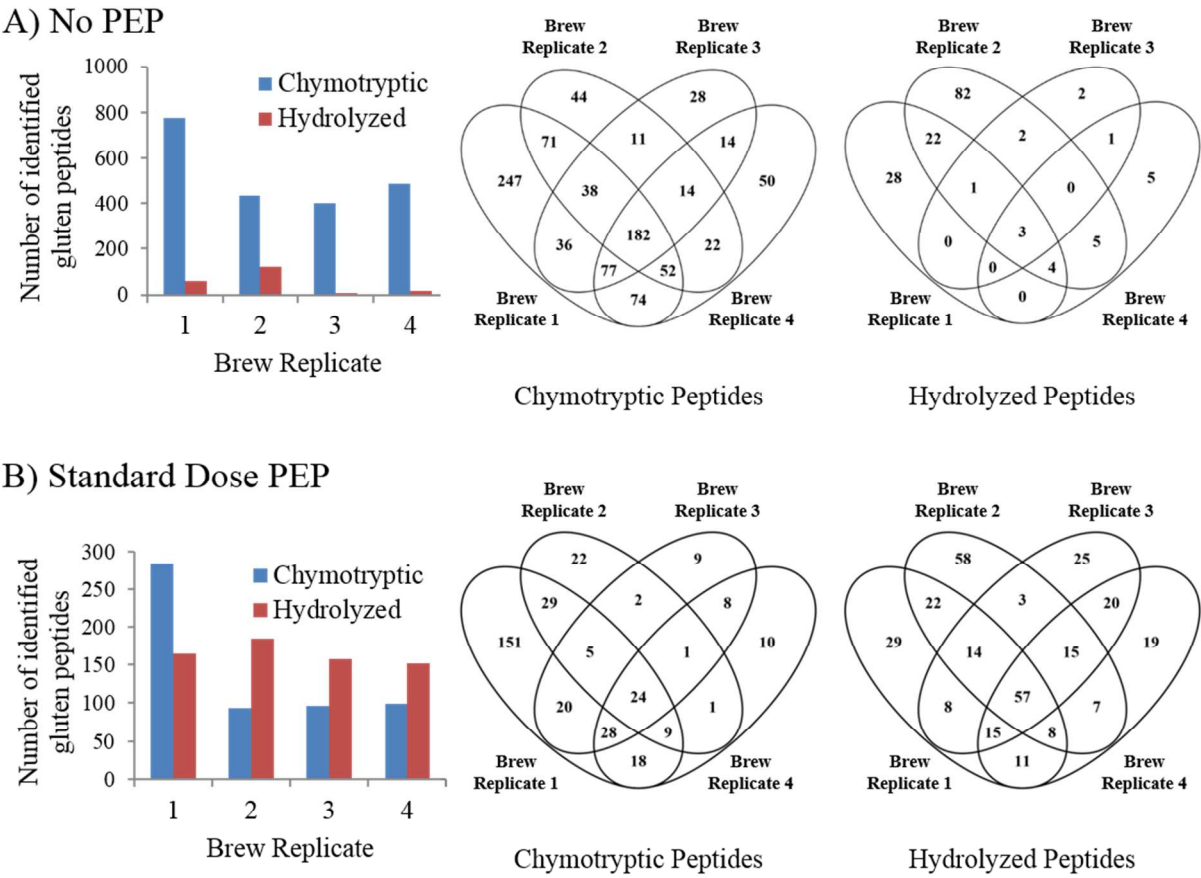 A) No PEP
Number of identified
gluten peptides
1000
800
600
400
200
0
Chymotryptic
Hydrolyzed
1 2 3 4
Brew Replicate
Brew
Replicate 2
Brew
Replicate 3
44 28
71 11 14
247 38 14 50
36 182 22
77 52
74
Brew
Replicate 1
Brew
Replicate 4
Chymotryptic Peptides
Brew
Replicate 2
Brew
Replicate 3
82 2
22 2 1
28 1 0 5
0 3 5
0 4
0
Brew
Replicate 1
Brew
Replicate 4
Hydrolyzed Peptides
B) Standard Dose PEP
Number of identified
gluten peptides
300
250
200
150
100
50
0
Chymotryptic
Hydrolyzed
1 2 3 4
Brew Replicate
Brew
Replicate 2
Brew
Replicate 3
22 9
29 2 8
151 5 1 10
20 24 1
28 9
18
Brew
Replicate 1
Brew
Replicate 4
Chymotryptic Peptides
Brew
Replicate 2
Brew
Replicate 3
58 25
22 3 20
29 14 15 19
8 57 7
15 8
11
Brew
Replicate 1
Brew
Replicate 4
Hydrolyzed Peptides